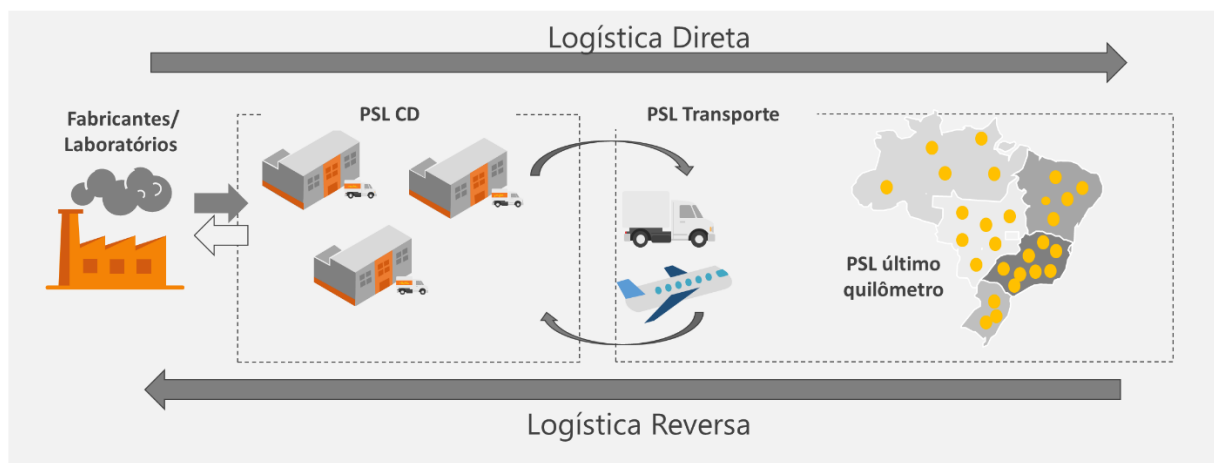 Logística Direta
Fabricantes/
Laboratórios
PSL CD
PSL Transporte
PSL último
quilômetro
Logística Reversa